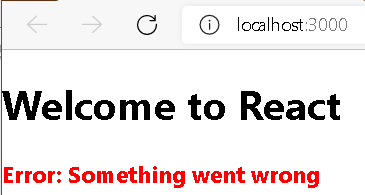 localhost:3000
Welcome to React
Error: Something went wrong